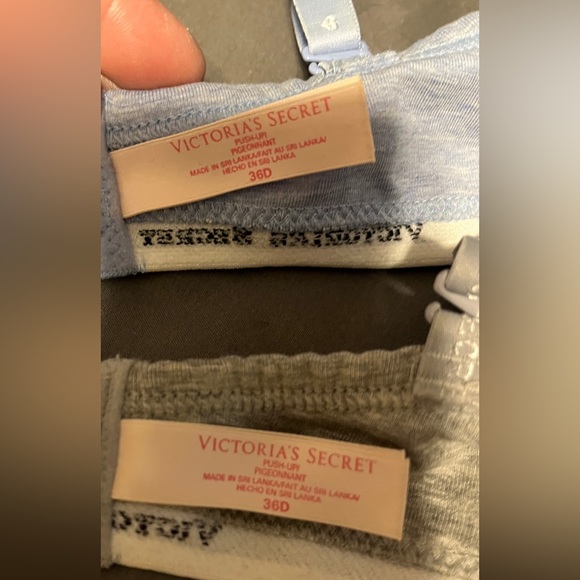 VICTORIA'S SECRET
PUSH-UP/
PIGEONNANT
MADE IN SRI LANKA/FAIT AU SRI LANKA/
HECHO EN SRI LANKA
36D
VICTORIA'S SECRET
PUSH-UP/
PIGEONNANT
MADE IN SRI LANKA/FAIT AU SRI LANKA/
HECHO EN SRI LANKA
36D